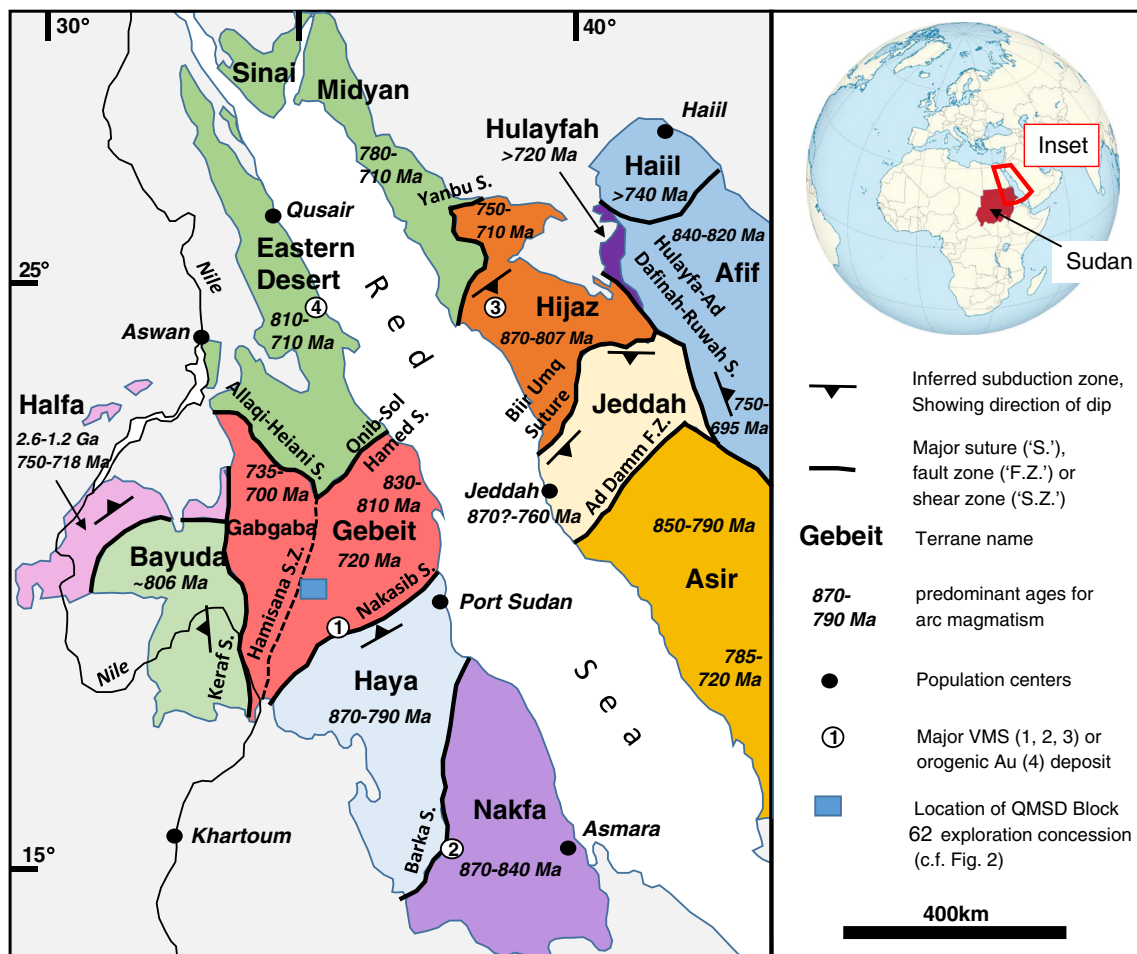 30°
40°
25°
15°
Sinai
Midyan
Haiil
Hulayfah
>720 Ma
Haiil
>740 Ma
780-
710 Ma
Yanbu S.
750-
710 Ma
840-820 Ma
Afif
Hulayfa-Ad
Dafinah-Ruwah S.
Qusair
Eastern
Desert
4
810-
710 Ma
Nile
Aswan
Red
Sea
3
Hijaz
870-807 Ma
Biir Umq
Suture
Jeddah
750-
695 Ma
Halfa
2.6-1.2 Ga
750-718 Ma
Allaqi-Heiani S.
Onib-Sol
Hamed S.
735-
700 Ma
830-
810 Ma
Gabgaba
Gebeit
720 Ma
Hamisana S.Z.
Nakasib S.
Jeddah
870?-760 Ma
Ad Damm F.Z.
850-790 Ma
Asir
785-
720 Ma
Bayuda
~806 Ma
Keraf S.
Nile
1
Port Sudan
Haya
870-790 Ma
Barka S.
2
Nakfa
870-840 Ma
Asmara
Khartoum
Inset
Sudan
Inferred subduction zone,
Showing direction of dip
Major suture (‘S.’),
fault zone (‘F.Z.’) or
shear zone (‘S.Z.’)
Gebeit
Terrane name
870-
790 Ma
predominant ages for
arc magmatism
Population centers
1
Major VMS (1, 2, 3) or
orogenic Au (4) deposit
Location of QMSD Block
62 exploration concession
(c.f. Fig. 2)
400km